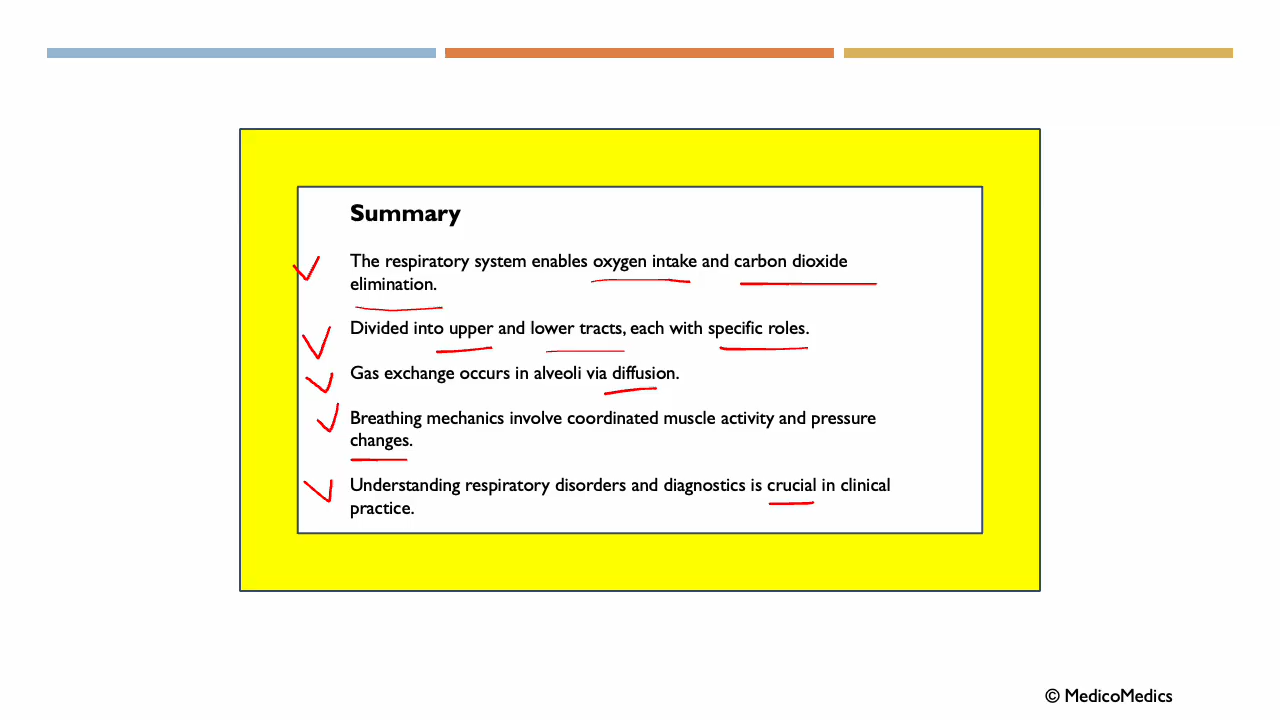 Summary
The respiratory system enables oxygen intake and carbon dioxide
elimination.
Divided into upper and lower tracts, each with specific roles.
Gas exchange occurs in alveoli via diffusion.
Breathing mechanics involve coordinated muscle activity and pressure
changes.
Understanding respiratory disorders and diagnostics is crucial in clinical
practice.
© MedicoMedics